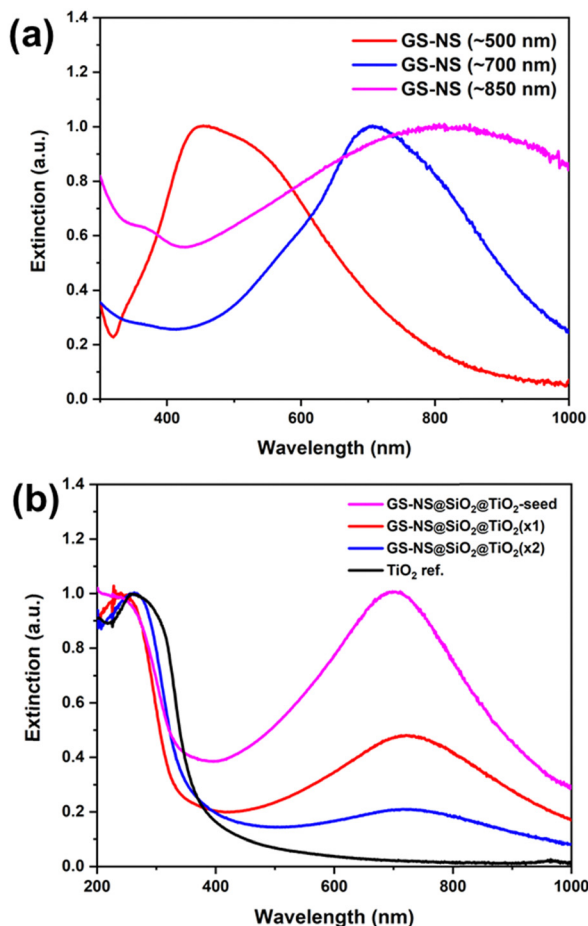 (a)
GS-NS (~500 nm)
GS-NS (~700 nm)
GS-NS (~850 nm)
Extinction (a.u.)
1.4
1.2
1.0
0.8
0.6
0.4
0.2
0.0
400 600 800 1000
Wavelength (nm)
(b)
GS-NS@SiO₂@TiO₂-seed
GS-NS@SiO₂@TiO₂(x1)
GS-NS@SiO₂@TiO₂(x2)
TiO₂ ref.
Extinction (a.u.)
1.4
1.2
1.0
0.8
0.6
0.4
0.2
0.0
200 400 600 800 1000
Wavelength (nm)